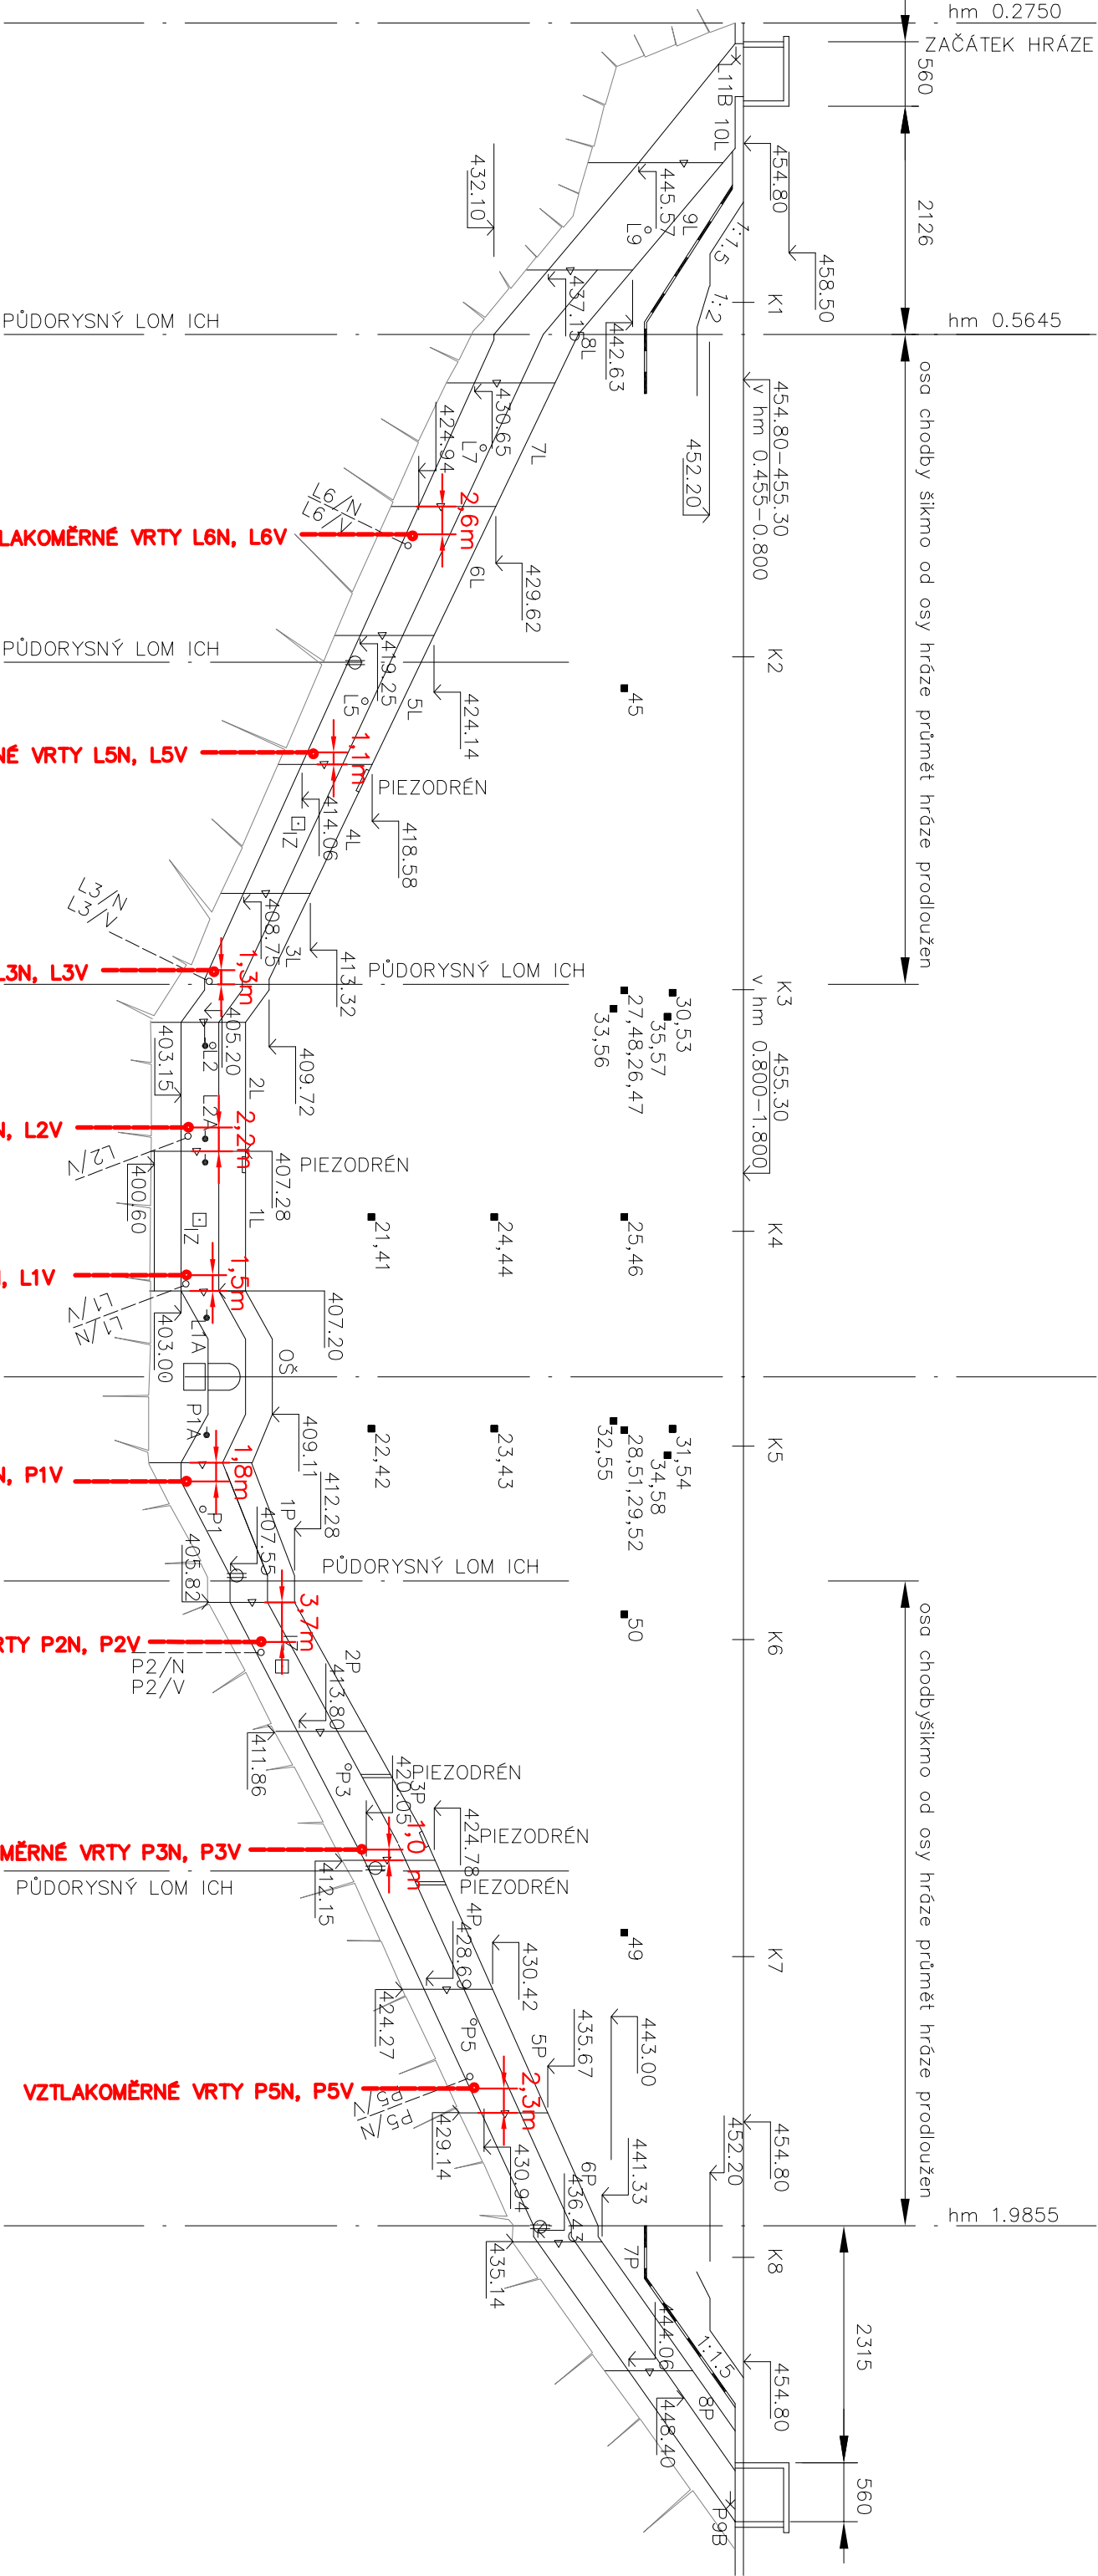 hm 0.2750
ZAČÁTEK HRÁZE
560
2126
L11B
10L
454.80
458.50
432.10
445.57
9L
L9
1:1.5
1:2
K1
437.15
8L
442.63
PŮDORYSNÝ LOM ICH
hm 0.5645
osa chodby šikmo od osy hráze průmět hráze prodloužen
454.80-455.30
v hm 0.455-0.800
452.20
430.65
L7
7L
424.94
2,6m
L6/N
L6/V
LAKOMĚRNÉ VRTY L6N, L6V
6L
429.62
PŮDORYSNÝ LOM ICH
K2
419.25
L5
5L
424.14
45
NÉ VRTY L5N, L5V
1,1m
PIEZODRÉN
414.06
IZ
4L
418.58
L3/N
L3/V
408.75
3L
413.32
L3N, L3V
1,3m
PŮDORYSNÝ LOM ICH
K3
v hm 0.800-1.800
455.30
30,53
35,57
27,48,26,47
33,56
403.15
L2
405.20
409.72
2L
L2A
N, L2V
2,2m
L2/V
PIEZODRÉN
400.60
407.28
IZ
1L
21,41
24,44
25,46
K4
, L1V
1,5m
L1/N
L1/V
403.00
L1A
407.20
OŠ
P1A
409.11
22,42
23,43
31,54
34,58
28,51,29,52
32,55
K5
N, P1V
1,8m
P1
1P
412.28
407.55
405.82
PŮDORYSNÝ LOM ICH
3,7m
50
K6
RTY P2N, P2V
P2/N
P2/V
IZ
2P
413.80
411.86
P3
3P
PIEZODRÉN
420.05
424.78
PIEZODRÉN
MĚRNÉ VRTY P3N, P3V
1,0 m
PŮDORYSNÝ LOM ICH
412.15
PIEZODRÉN
4P
osa chodbyšikmo od osy hráze průmět hráze prodloužen
49
K7
428.69
430.42
424.27
P5
5P
435.67
443.00
VZTLAKOMĚRNÉ VRTY P5N, P5V
2,3m
P5/N
P5/V
429.14
430.94
452.20
454.80
6P
441.33
436.43
hm 1.9855
435.14
7P
K8
444.06
1:1.5
2315
454.80
448.40
8P
560
P9B